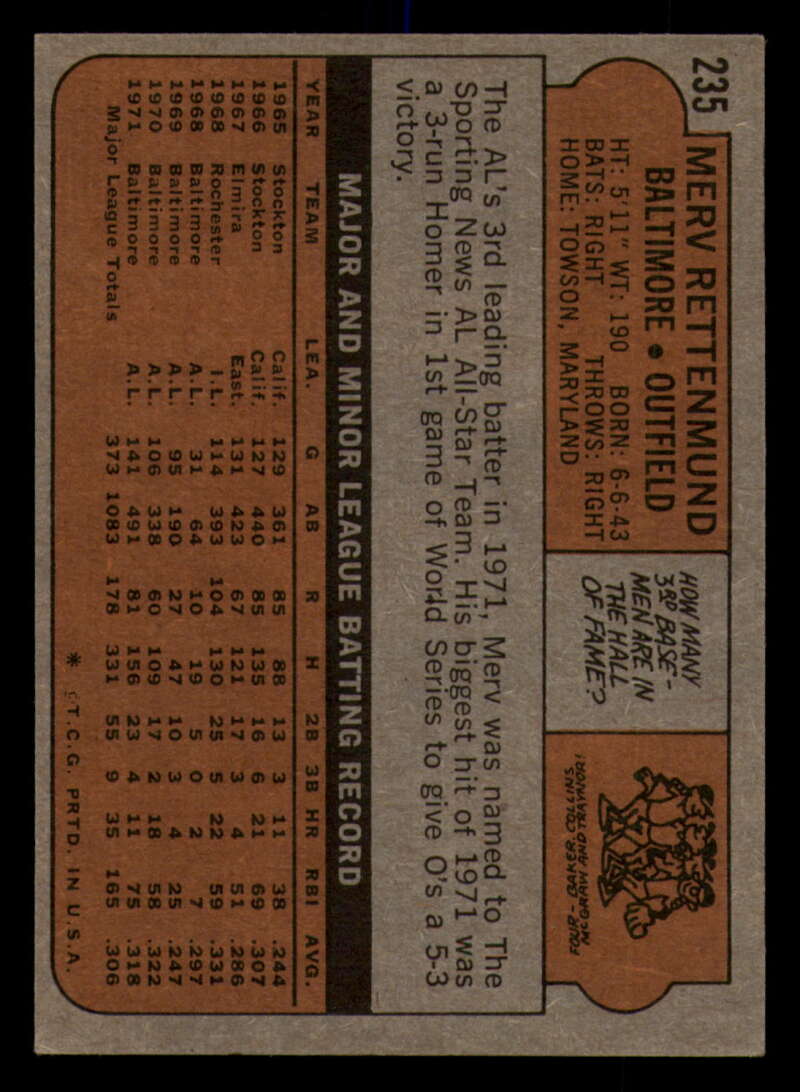 235
MERV RETTENMUND
BALTIMORE • OUTFIELD
HT: 5'11" WT: 190 BORN: 6-6-43
BATS: RIGHT THROWS: RIGHT
HOME: TOWSON, MARYLAND
HOW MANY
3RD BASE-
MEN ARE IN
THE HALL
OF FAME?
FOUR - BAKER, COLLINS,
McGRAW AND TRAYNOR!
The AL's 3rd leading batter in 1971, Merv was named to The
Sporting News AL All-Star Team. His biggest hit of 1971 was
a 3-run Homer in 1st game of World Series to give O's a 5-3
victory.
MAJOR AND MINOR LEAGUE BATTING RECORD
YEAR TEAM LEA. G AB R H 2B 3B HR RBI AVG.
1965 Stockton Calif. 129 361 85 88 13 3 11 38 .244
1966 Stockton Calif. 127 440 85 135 16 6 21 69 .307
1967 Elmira East. 131 423 67 121 17 3 4 51 .286
1968 Rochester I.L. 114 393 104 130 25 5 22 59 .331
1968 Baltimore A.L. 31 64 10 19 5 0 2 7 .297
1969 Baltimore A.L. 95 190 27 47 10 3 4 25 .247
1970 Baltimore A.L. 106 338 60 109 17 2 18 58 .322
1971 Baltimore A.L. 141 491 81 156 23 4 11 75 .318
Major League Totals 373 1083 178 331 55 9 35 165 .306
* ©T.C.G. PRTD. IN U.S.A.